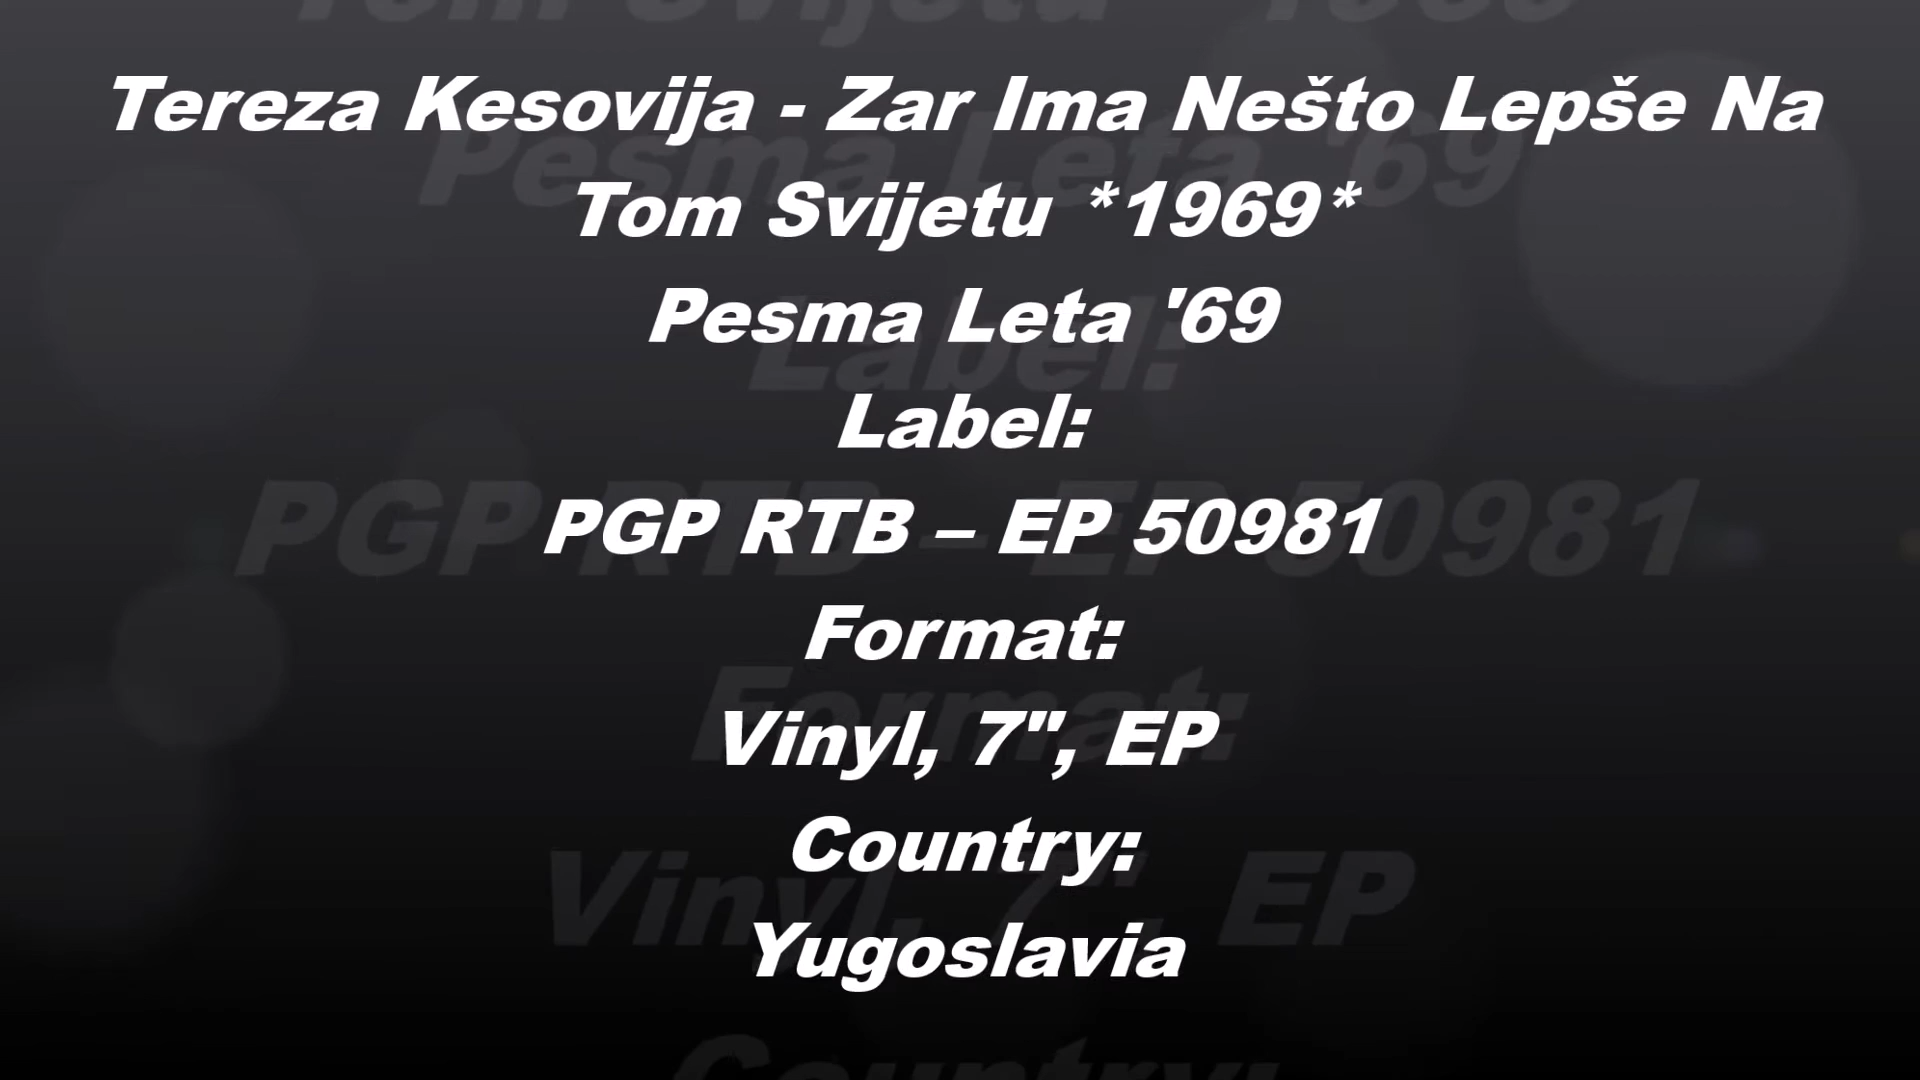 Tereza Kesovija - Zar Ima Nešto Lepše Na
Tom Svijetu *1969*
Pesma Leta '69
Label:
PGP RTB – EP 50981
Format:
Vinyl, 7", EP
Country:
Yugoslavia